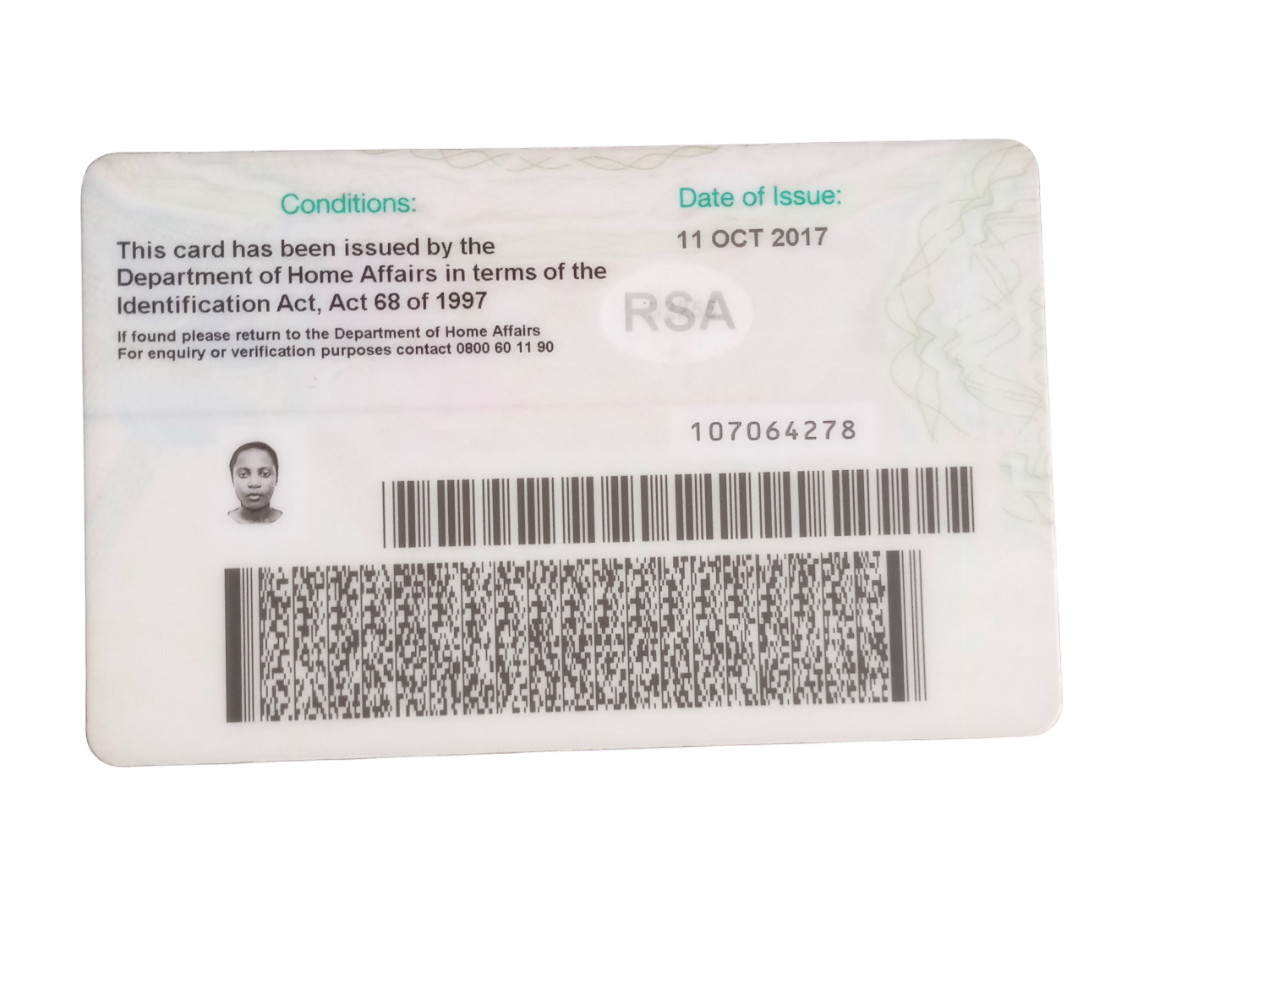 Conditions:
This card has been issued by the
Department of Home Affairs in terms of the
Identification Act, Act 68 of 1997
If found please return to the Department of Home Affairs
For enquiry or verification purposes contact 0800 60 11 90
Date of Issue:
11 OCT 2017
RSA
107064278